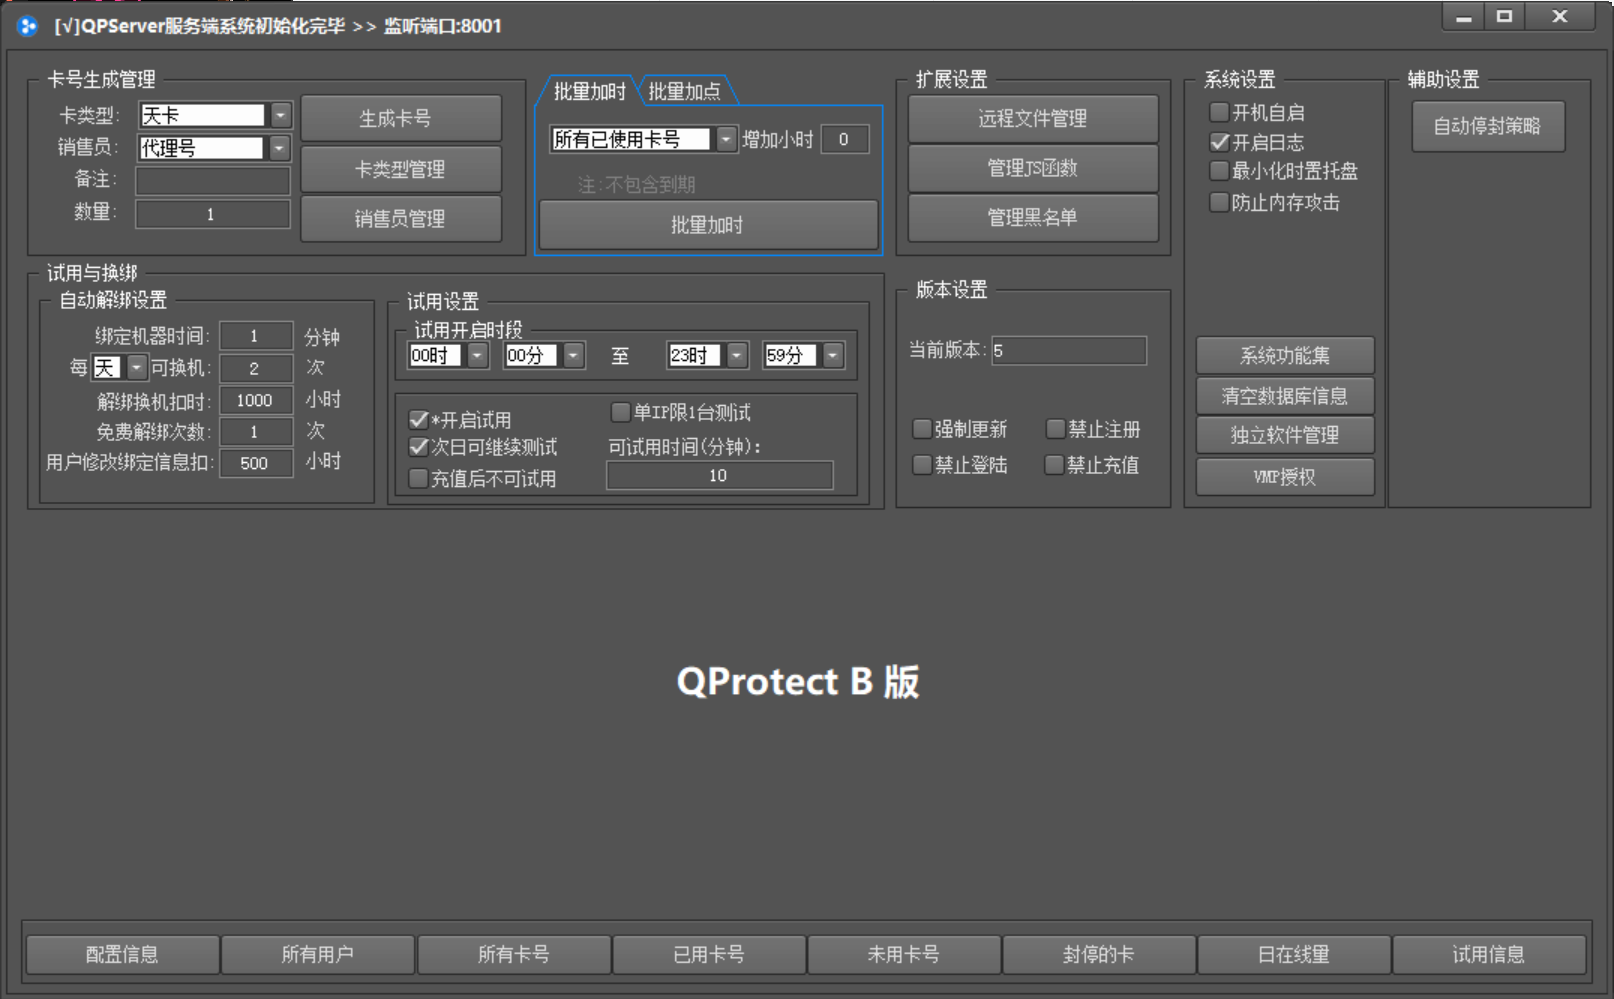 [√]QPServer服务端系统初始化完毕 >> 监听端口:8001
卡号生成管理
卡类型:
天卡
生成卡号
销售员:
代理号
卡类型管理
备注:
数量:
1
销售员管理
批量加时
批量加点
所有已使用卡号
增加小时
0
注:不包含到期
批量加时
扩展设置
远程文件管理
管理JS函数
管理黑名单
系统设置
开机自启
开启日志
最小化时置托盘
防止内存攻击
系统功能集
清空数据库信息
独立软件管理
VMP授权
辅助设置
自动停封策略
试用与换绑
自动解绑设置
绑定机器时间:
1
分钟
每
天
可换机:
2
次
解绑换机扣时:
1000
小时
免费解绑次数:
1
次
用户修改绑定信息扣:
500
小时
试用设置
试用开启时段
00时
00分
至
23时
59分
*开启试用
单IP限1台测试
次日可继续测试
可试用时间(分钟):
充值后不可试用
10
版本设置
当前版本:
5
强制更新
禁止注册
禁止登陆
禁止充值
QProtect B 版
配置信息
所有用户
所有卡号
已用卡号
未用卡号
封停的卡
日在线量
试用信息